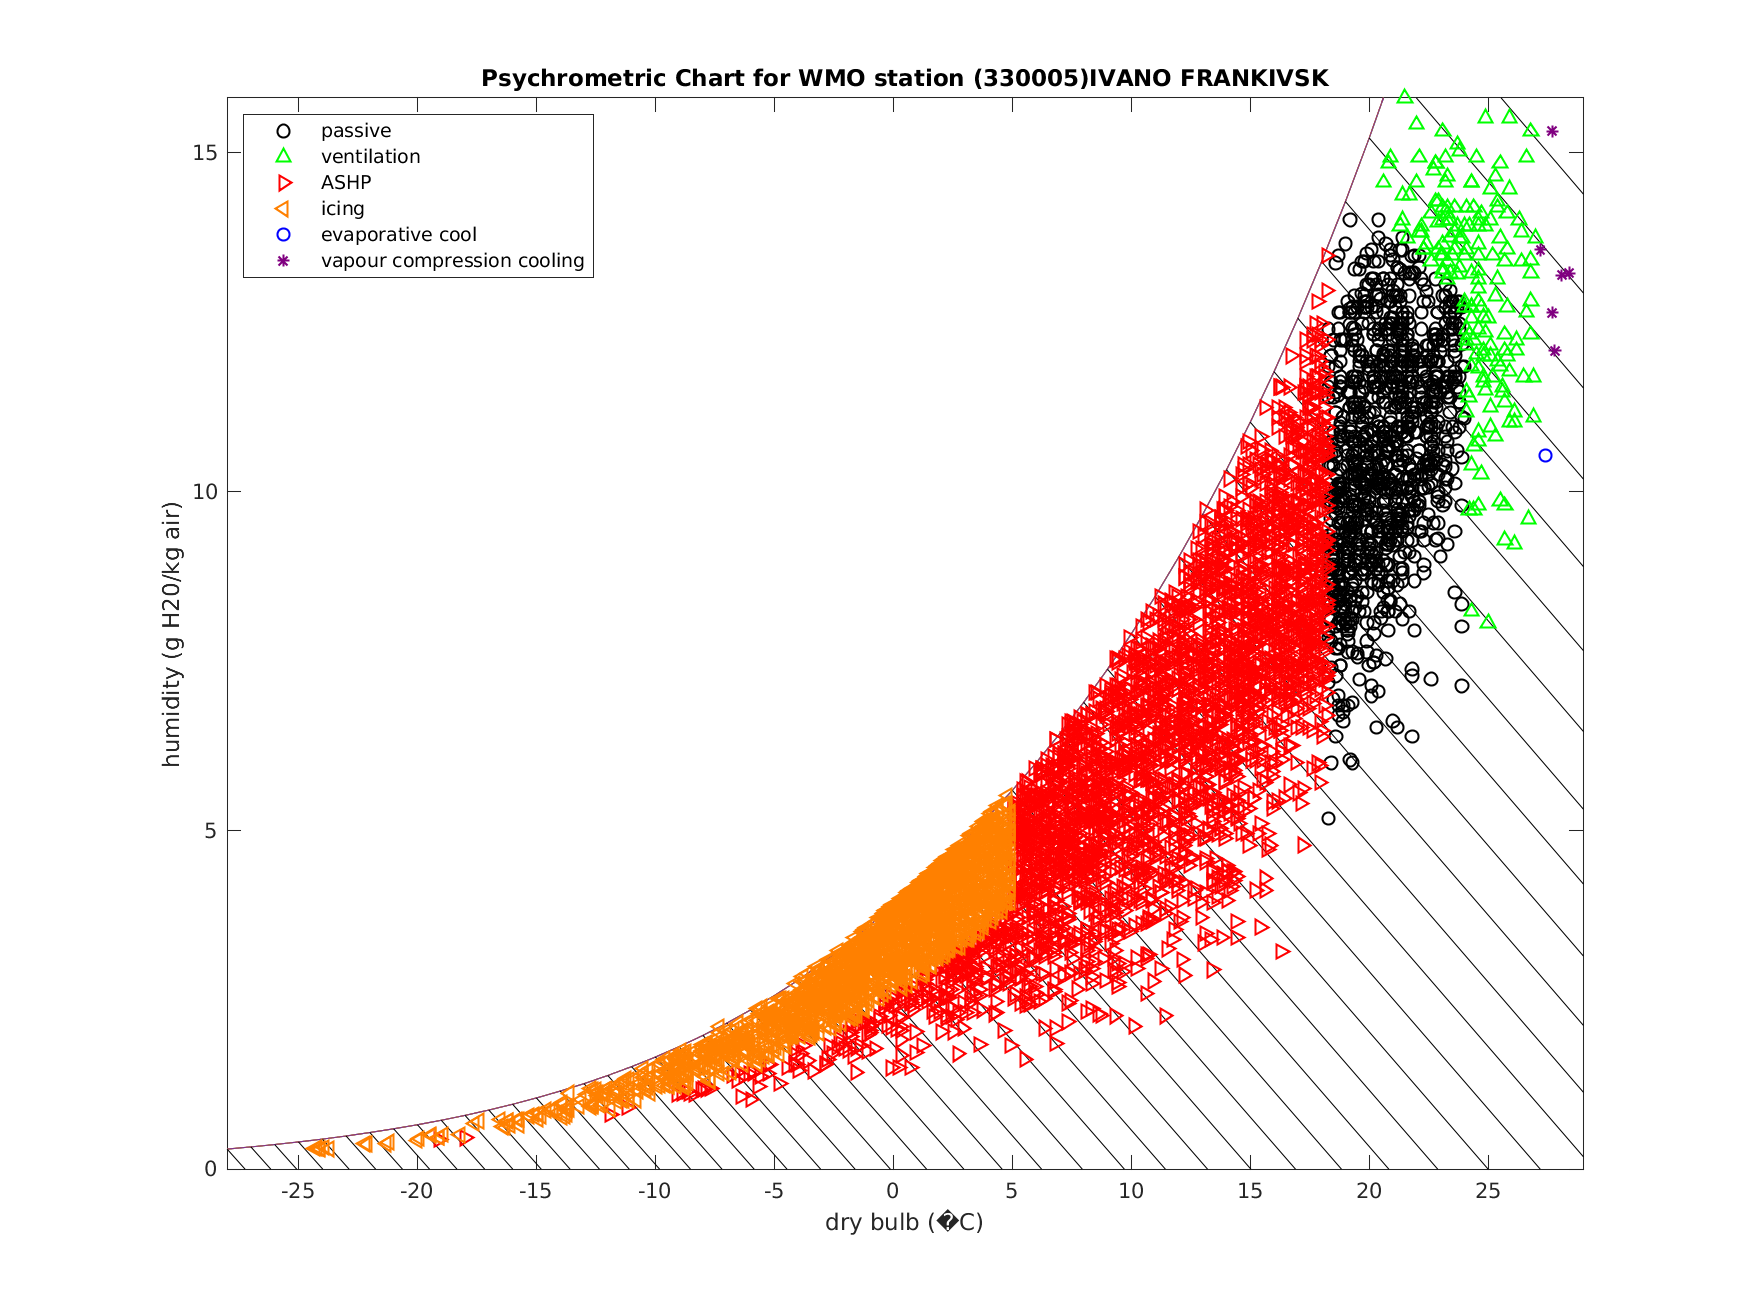 Psychrometric Chart for WMO station (330005)IVANO FRANKIVSK
passive
ventilation
ASHP
icing
evaporative cool
vapour compression cooling
15
10
5
0
humidity (g H20/kg air)
-25 -20 -15 -10 -5 0 5 10 15 20 25
dry bulb (�C)